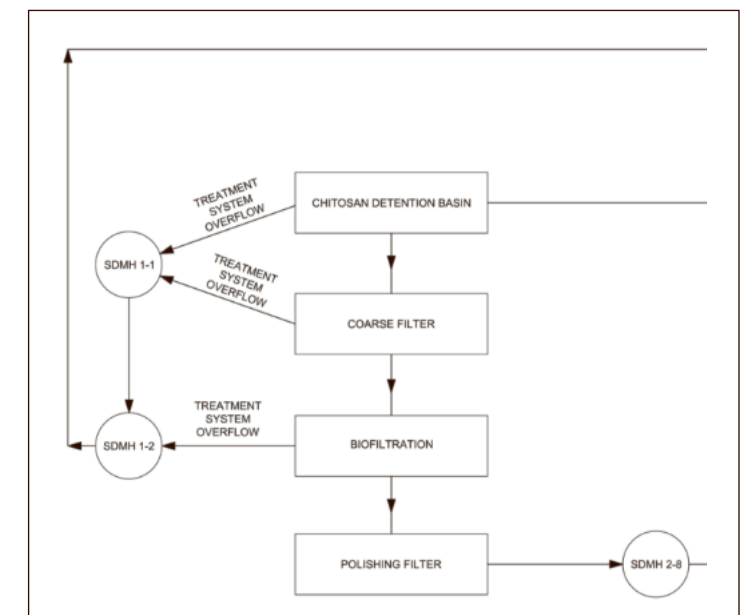 TREATMENT
SYSTEM
OVERFLOW
CHITOSAN DETENTION BASIN
SDMH 1-1
TREATMENT
SYSTEM
OVERFLOW
COARSE FILTER
TREATMENT
SYSTEM
OVERFLOW
SDMH 1-2
BIOFILTRATION
POLISHING FILTER
SDMH 2-8